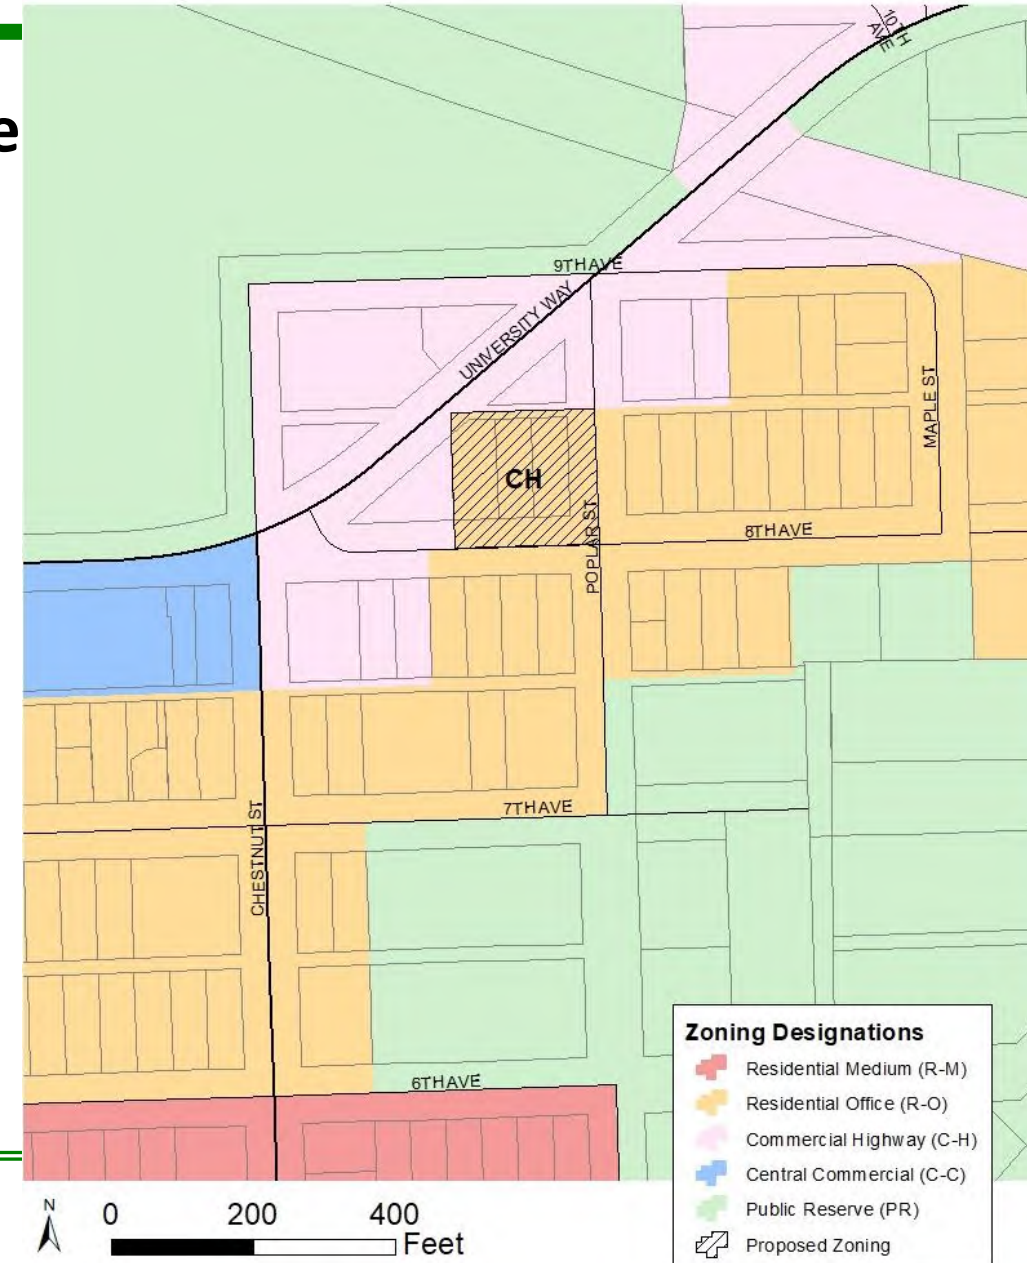 e
10TH
AVE
9TH AVE
UNIVERSITY WAY
MAPLE ST
CH
POPLAR ST
8TH AVE
7TH AVE
CHESTNUT ST
6TH AVE
Zoning Designations
Residential Medium (R-M)
Residential Office (R-O)
Commercial Highway (C-H)
Central Commercial (C-C)
Public Reserve (PR)
Proposed Zoning
N
0 200 400
Feet